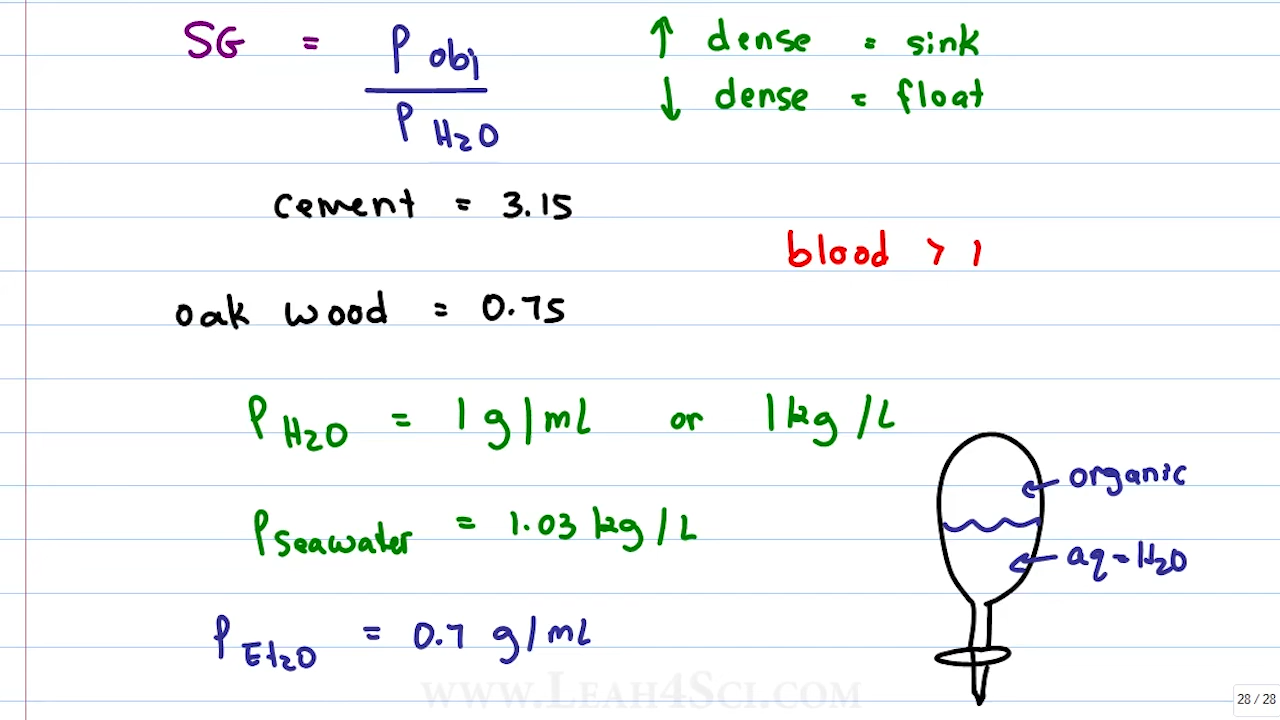 SG = ρ obj / ρ H2O
↑ dense = sink
↓ dense = float
cement = 3.15
blood > 1
oak wood = 0.75
ρ H2O = 1 g/mL or 1 kg/L
organic
ρ seawater = 1.03 kg/L
aq = H2O
ρ Et2O = 0.7 g/mL
www.Leah4Sci.com
28 / 28